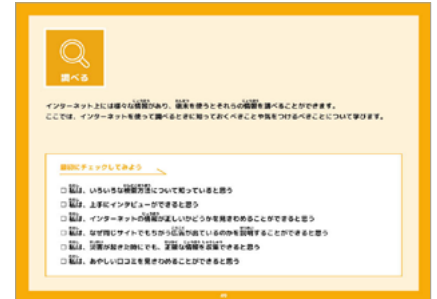 調べる
インターネット上には様々な情報があり、端末を使うとそれらの情報を調べることができます。
ここでは、インターネットを使って調べるときに知っておくべきことや気をつけるべきことについて学びます。
最初にチェックしてみよう
□ 私は、いろいろな検索方法について知っていると思う
□ 私は、上手にインタビューができると思う
□ 私は、インターネットの情報が正しいかどうかを見きわめることができると思う
□ 私は、なぜ同じサイトでもちがう広告が出ているのかを説明することができると思う
□ 私は、災害が起きた時にでも、正確な情報を収集できると思う
□ 私は、あやしい口コミを見きわめることができると思う